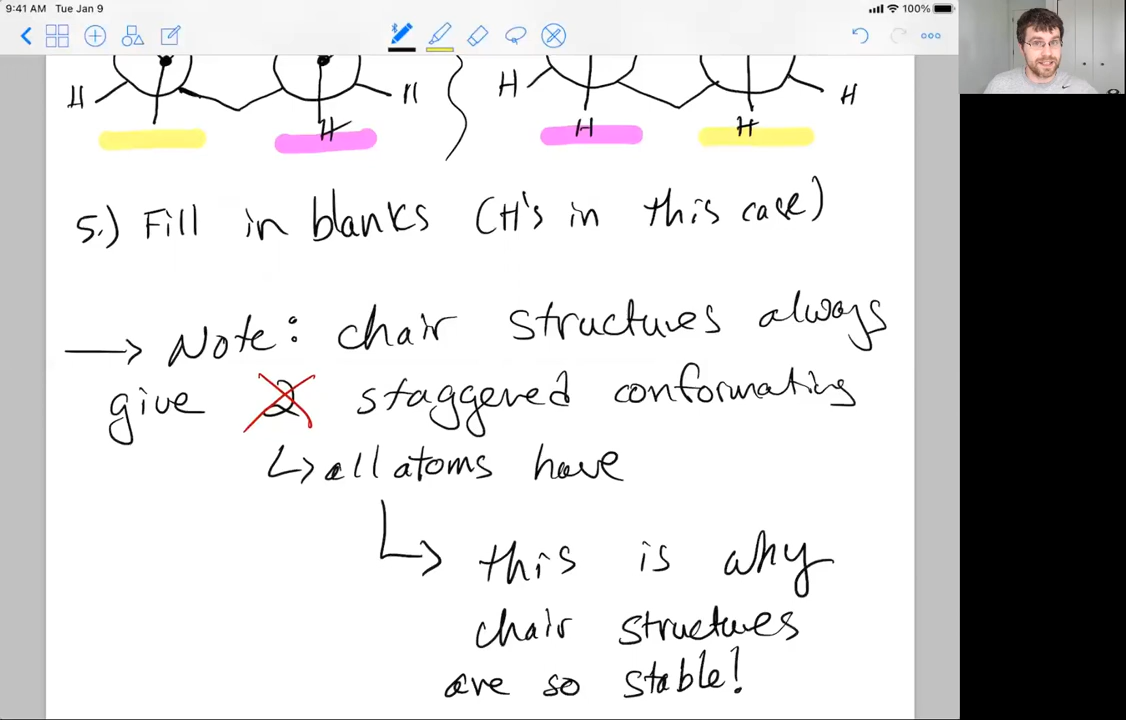 9:41 AM Tue Jan 9
100%
H H H H
H H H
5.) Fill in blanks (H's in this case)
→ Note: chair structures always
give 2 staggered conformations
↳ all atoms have
↳ this is why
chair structures
are so stable!